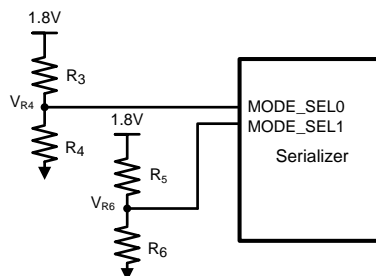 1.8V
R3
VR4
MODE_SEL0
1.8V
MODE_SEL1
R4
Serializer
R5
VR6
R6